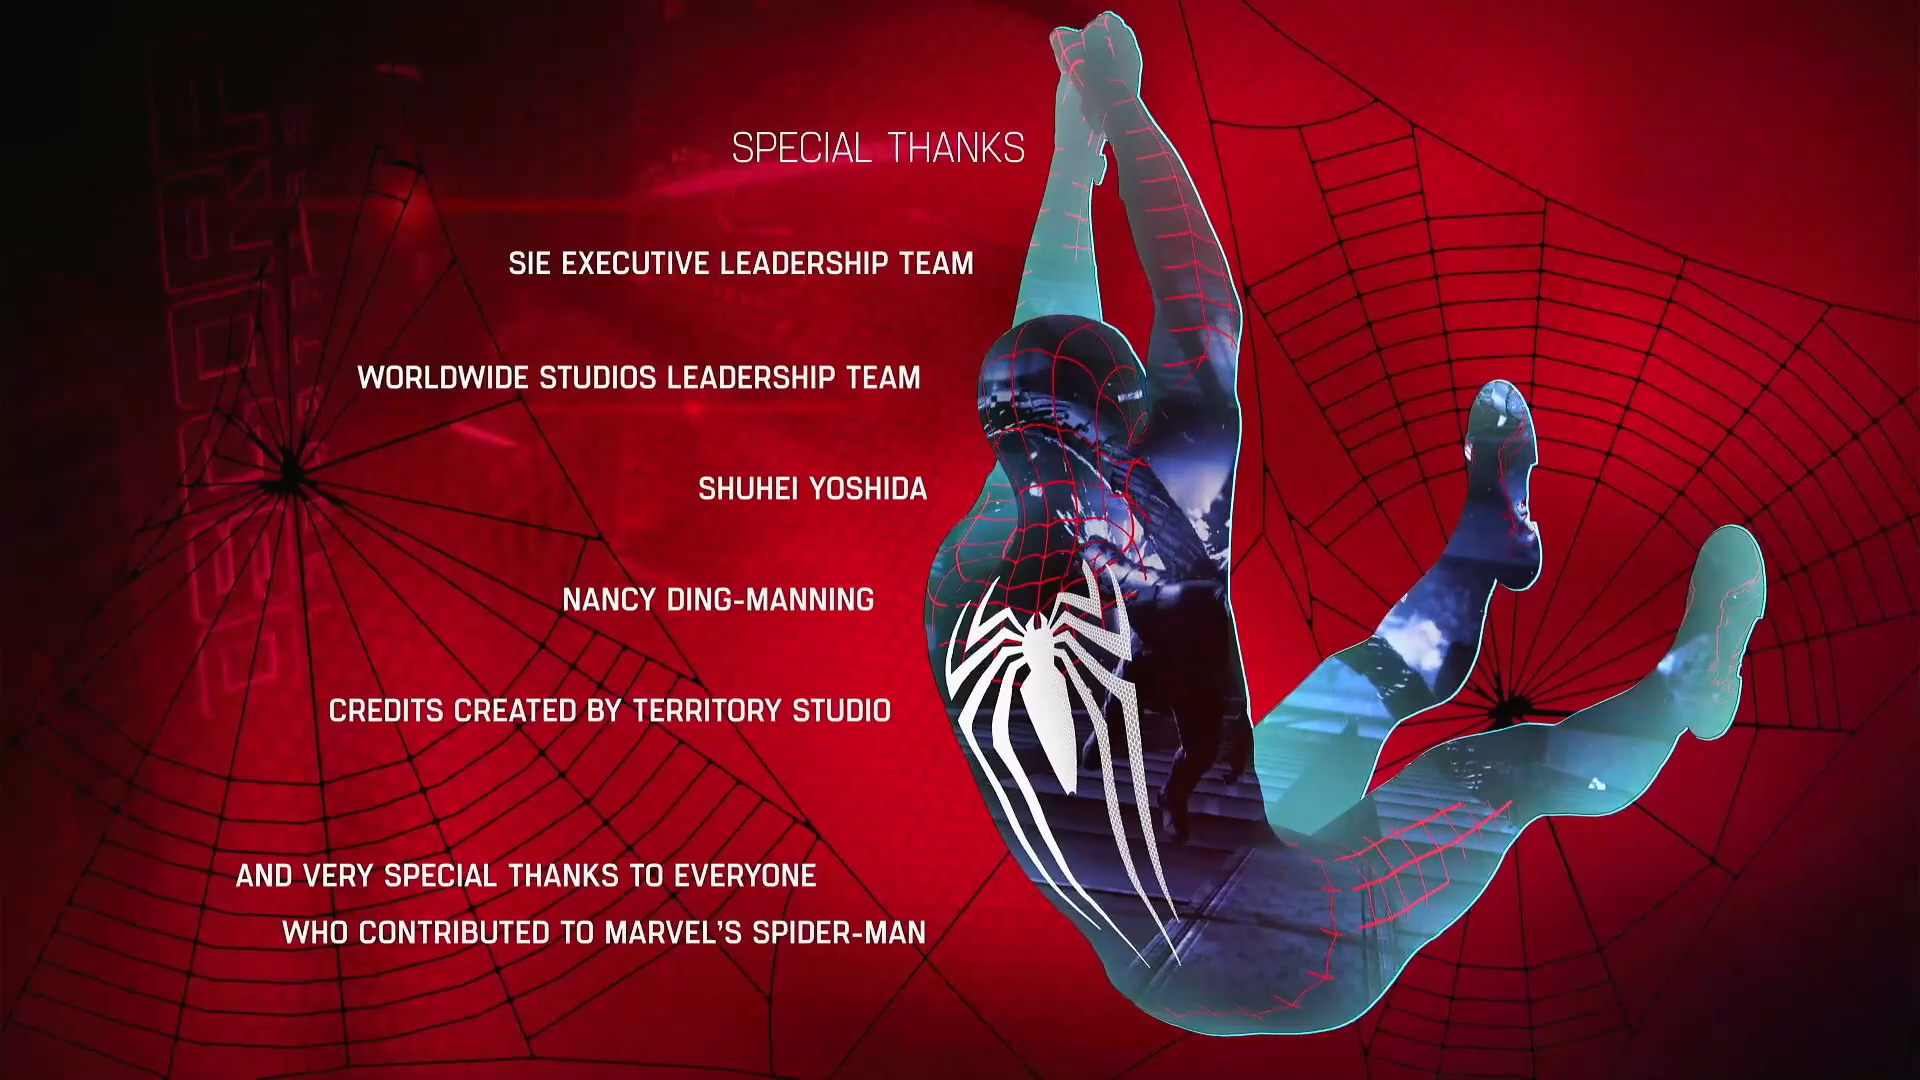 SPECIAL THANKS
SIE EXECUTIVE LEADERSHIP TEAM
WORLDWIDE STUDIOS LEADERSHIP TEAM
SHUHEI YOSHIDA
NANCY DING-MANNING
CREDITS CREATED BY TERRITORY STUDIO
AND VERY SPECIAL THANKS TO EVERYONE
WHO CONTRIBUTED TO MARVEL'S SPIDER-MAN